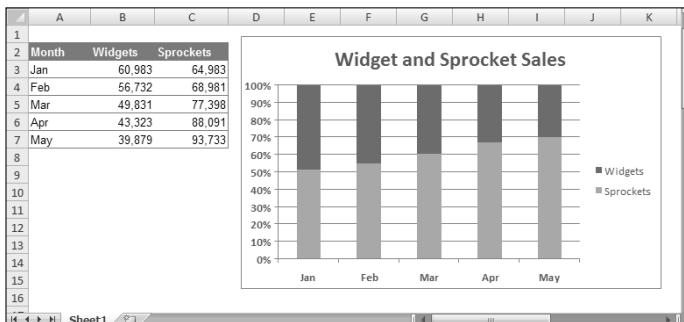 A B C D E F G H I J K
1
2 Month Widgets Sprockets
3 Jan 60,983 64,983
4 Feb 56,732 68,981
5 Mar 49,831 77,398
6 Apr 43,323 88,091
7 May 39,879 93,733
8
9
10
11
12
13
14
15
16
Widget and Sprocket Sales
100%
90%
80%
70%
60%
50%
40%
30%
20%
10%
0%
Jan Feb Mar Apr May
Widgets
Sprockets
Sheet1